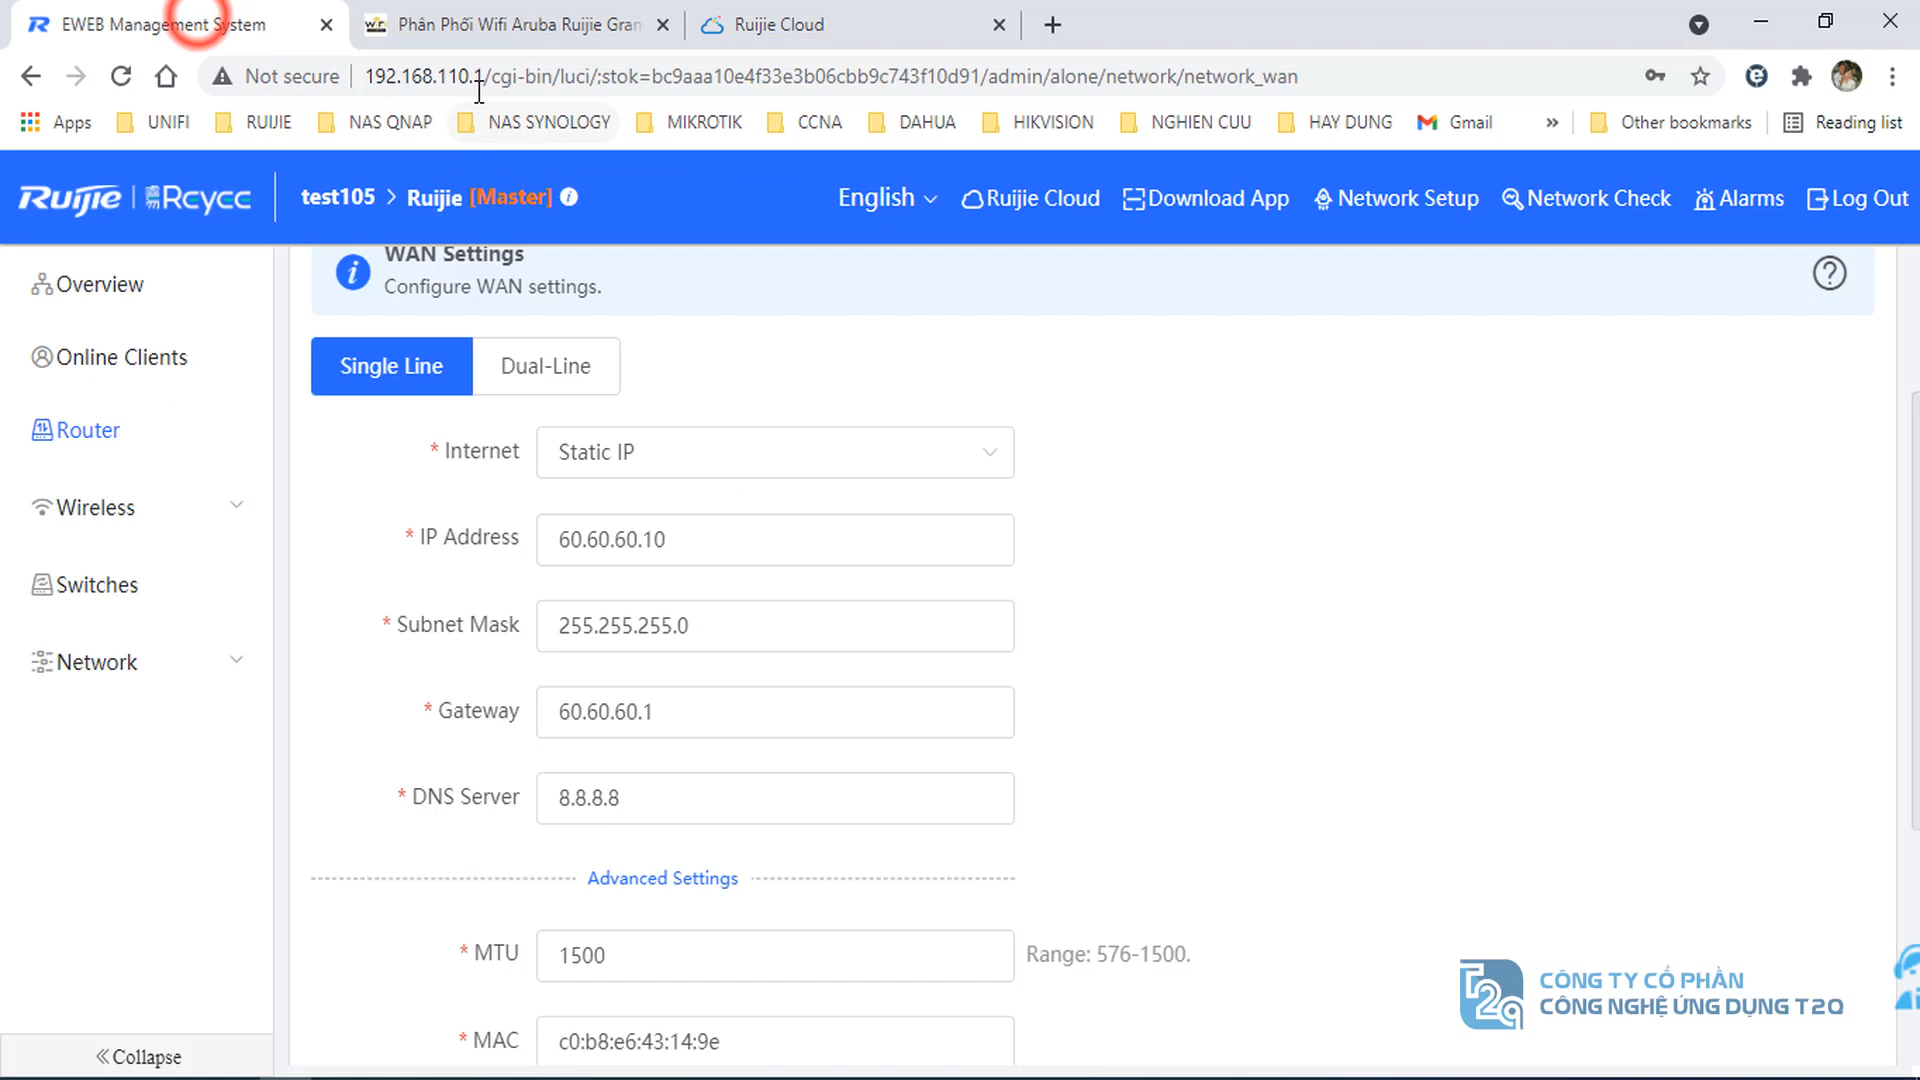 EWEB Management System
Phân Phối Wifi Aruba Ruijie Gran
Ruijie Cloud
Not secure
192.168.110.1/cgi-bin/luci/;stok=bc9aaa10e4f33e3b06cbb9c743f10d91/admin/alone/network/network_wan
Apps
UNIFI
RUIJIE
NAS QNAP
NAS SYNOLOGY
MIKROTIK
CCNA
DAHUA
HIKVISION
NGHIEN CUU
HAY DUNG
Gmail
»
Other bookmarks
Reading list
Ruijie | Reyee
test105 > Ruijie [Master]
English
Ruijie Cloud
Download App
Network Setup
Network Check
Alarms
Log Out
Overview
Online Clients
Router
Wireless
Switches
Network
Collapse
WAN Settings
Configure WAN settings.
Single Line
Dual-Line
* Internet
Static IP
* IP Address
60.60.60.10
* Subnet Mask
255.255.255.0
* Gateway
60.60.60.1
* DNS Server
8.8.8.8
Advanced Settings
* MTU
1500
Range: 576-1500.
* MAC
c0:b8:e6:43:14:9e
T2Q
CÔNG TY CỔ PHẦN
CÔNG NGHỆ ỨNG DỤNG T2Q